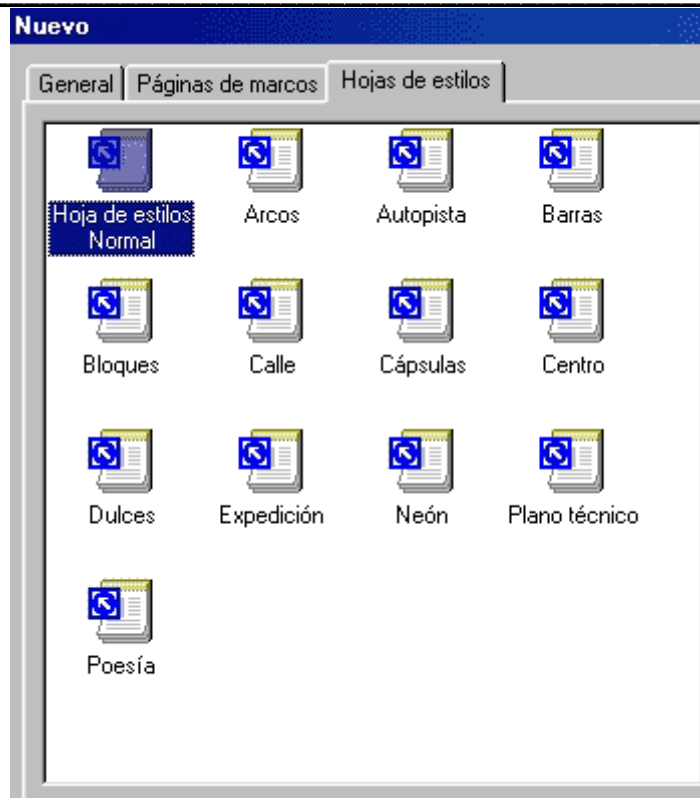 Nuevo
General Páginas de marcos Hojas de estilos
Hoja de estilos
Normal
Arcos
Autopista
Barras
Bloques
Calle
Cápsulas
Centro
Dulces
Expedición
Neón
Plano técnico
Poesía